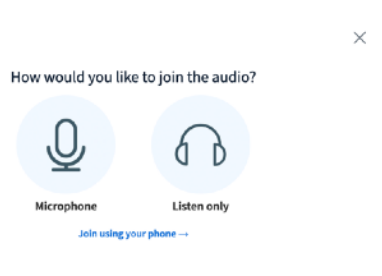 How would you like to join the audio?
Microphone
Listen only
Join using your phone →